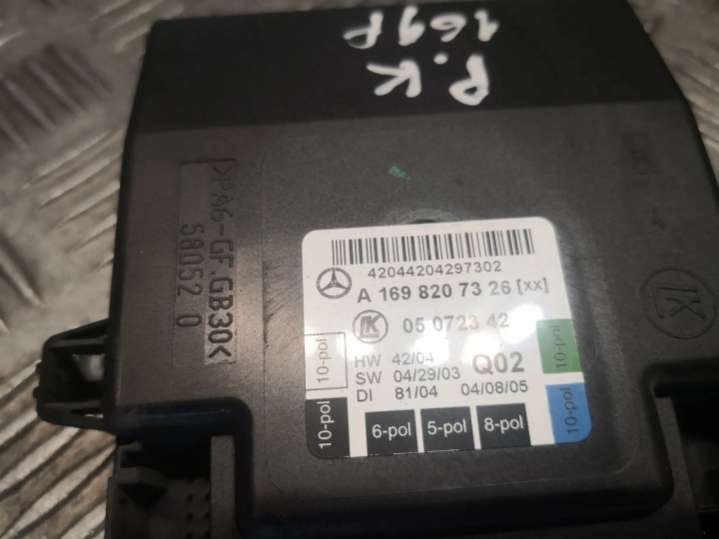 P.K
169P
>PA6-GF.GB30<
58052 0
42044204297302
A 169 820 73 26 [xx]
LK 05 0723 42
HW 42/04
SW 04/29/03 Q02
DI 81/04 04/08/05
10-pol
10-pol
6-pol 5-pol 8-pol
10-pol
10-pol
LK